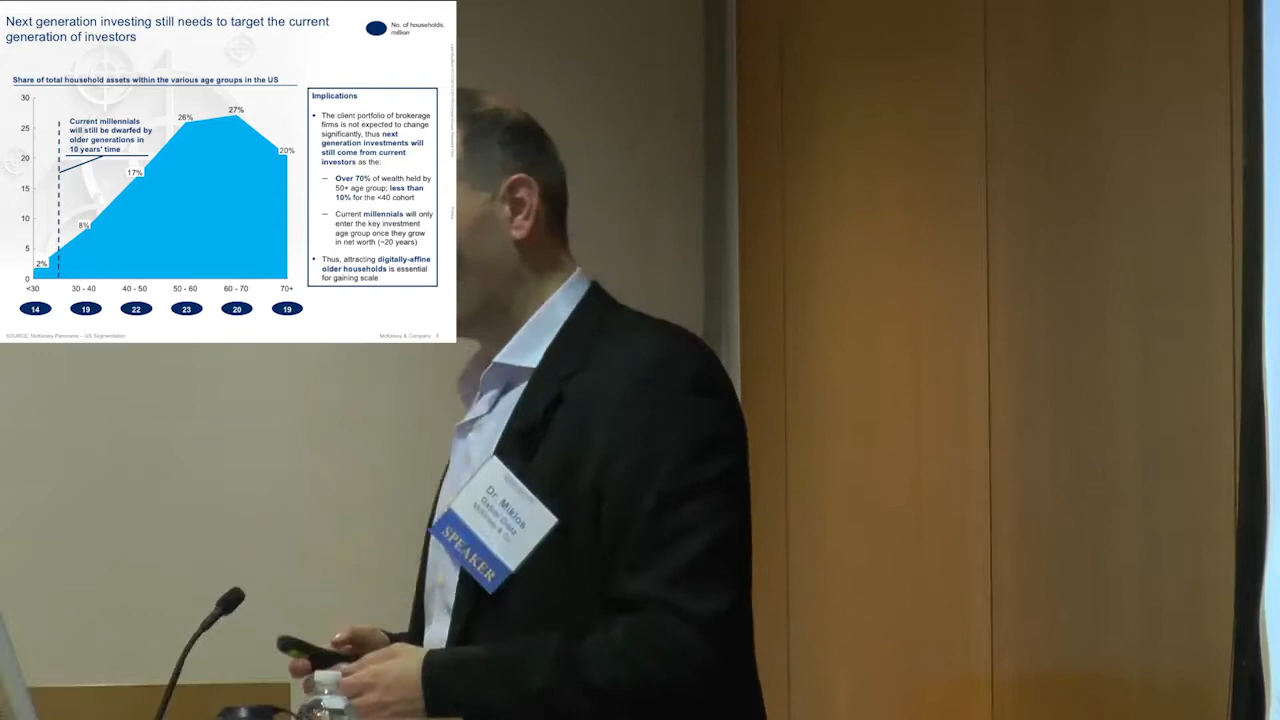 Next generation investing still needs to target the current
generation of investors
No. of households,
million
Share of total household assets within the various age groups in the US
30
25
20
15
10
5
0
Current millennials
will still be dwarfed by
older generations in
10 years' time
2%
8%
17%
26%
27%
20%
<30
30 - 40
40 - 50
50 - 60
60 - 70
70+
14
19
22
23
20
19
Implications
• The client portfolio of brokerage
firms is not expected to change
significantly, thus next
generation investments will
still come from current
investors as the:
– Over 70% of wealth held by
50+ age group; less than
10% for the <40 cohort
– Current millennials will only
enter the key investment
age group once they grow
in net worth (~20 years)
• Thus, attracting digitally-affine
older households is essential
for gaining scale
SOURCE: McKinsey Panorama – US Segmentation
McKinsey & Company
Dr. Miklos
McKinsey & Co.
SPEAKER